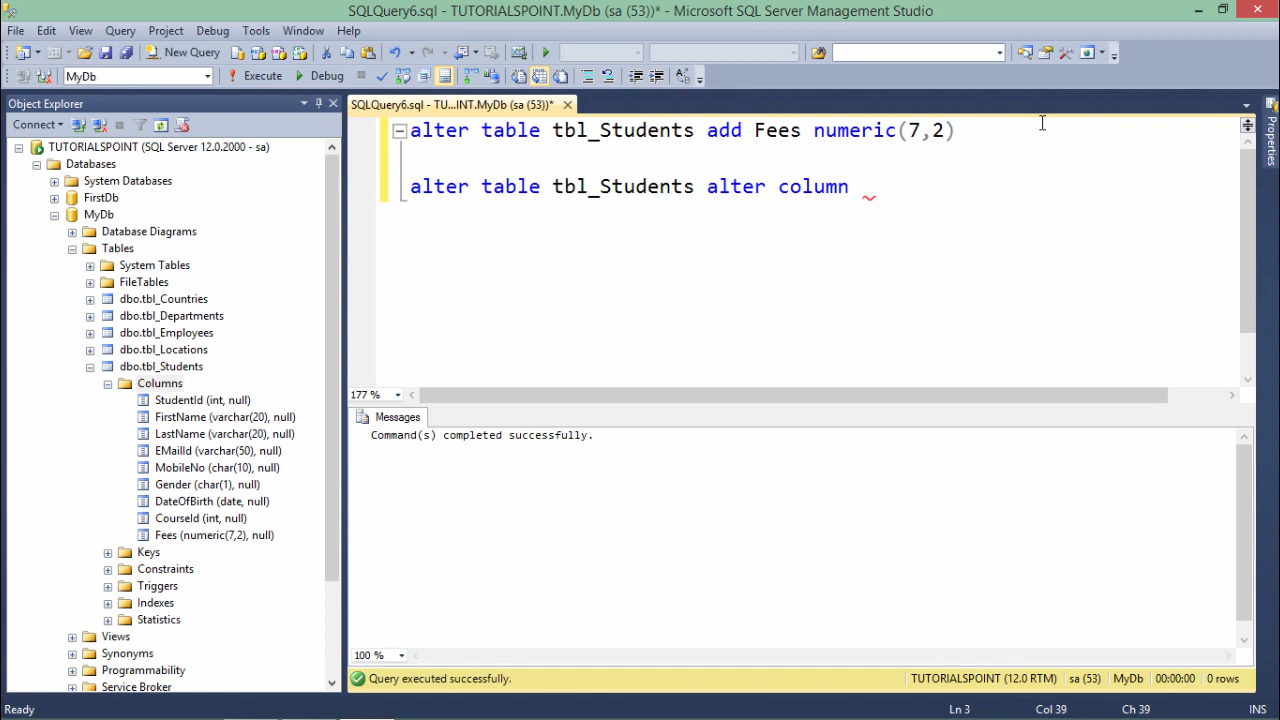 SQLQuery6.sql - TUTORIALSPOINT.MyDb (sa (53))* - Microsoft SQL Server Management Studio
File Edit View Query Project Debug Tools Window Help
New Query
MyDb Execute Debug
Object Explorer
SQLQuery6.sql - TU...INT.MyDb (sa (53))*
Connect
TUTORIALSPOINT (SQL Server 12.0.2000 - sa)
Databases
System Databases
FirstDb
MyDb
Database Diagrams
Tables
System Tables
FileTables
dbo.tbl_Countries
dbo.tbl_Departments
dbo.tbl_Employees
dbo.tbl_Locations
dbo.tbl_Students
Columns
StudentId (int, null)
FirstName (varchar(20), null)
LastName (varchar(20), null)
EMailId (varchar(50), null)
MobileNo (char(10), null)
Gender (char(1), null)
DateOfBirth (date, null)
CourseId (int, null)
Fees (numeric(7,2), null)
Keys
Constraints
Triggers
Indexes
Statistics
Views
Synonyms
Programmability
Service Broker
alter table tbl_Students add Fees numeric(7,2)
alter table tbl_Students alter column
177 %
Messages
Command(s) completed successfully.
100 %
Query executed successfully. TUTORIALSPOINT (12.0 RTM) sa (53) MyDb 00:00:00 0 rows
Properties
Ready Ln 3 Col 39 Ch 39 INS